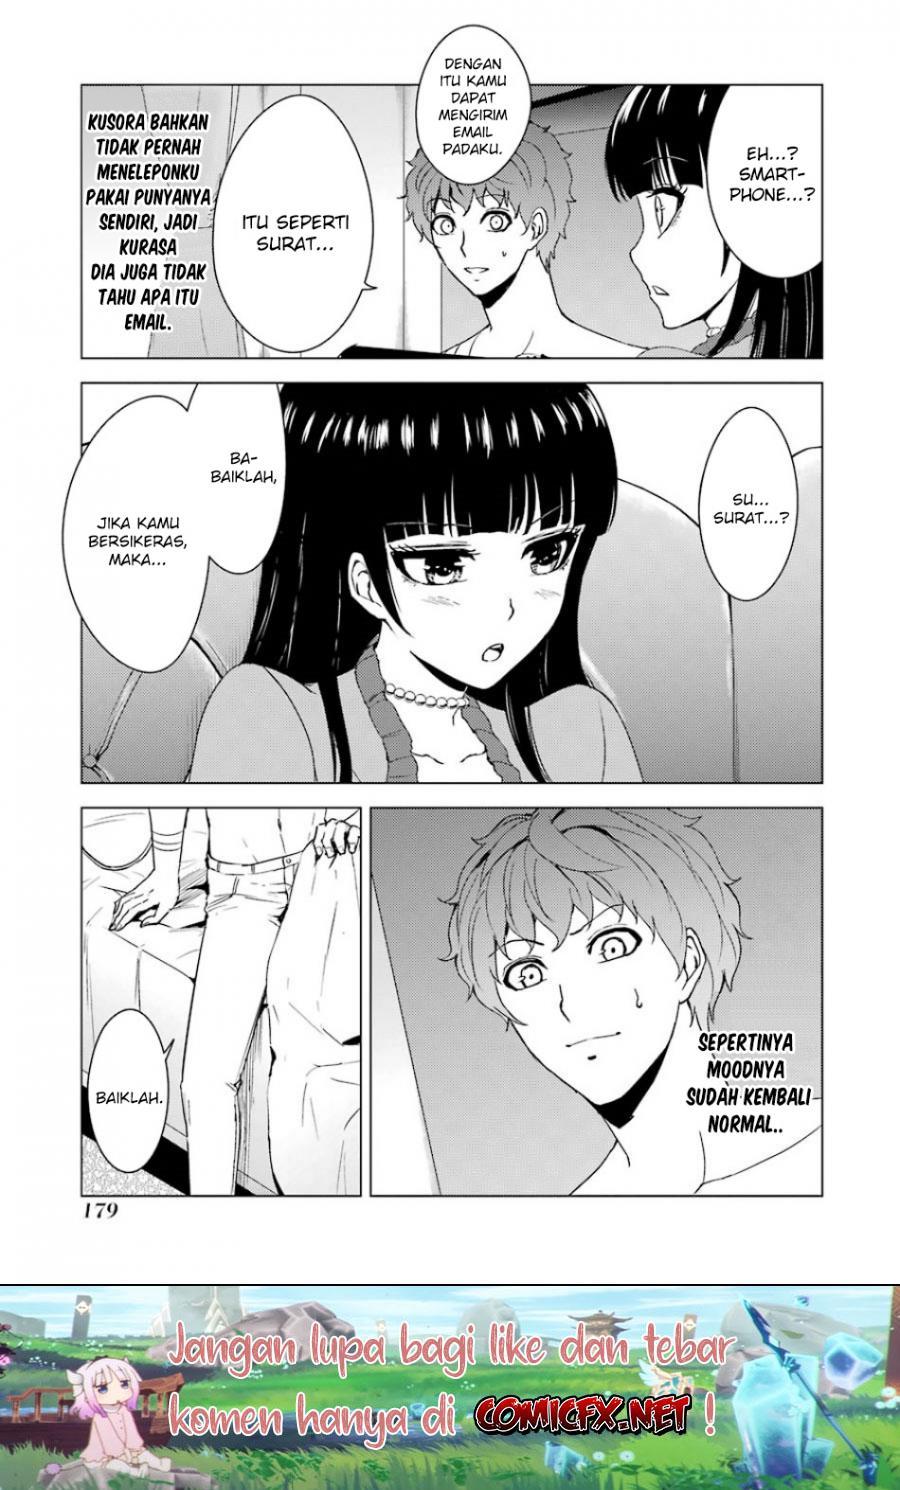 EH...?
SMART-
PHONE...?
DENGAN
ITU KAMU
DAPAT
MENGIRIM
EMAIL
PADAKU.
ITU SEPERTI
SURAT...
KUSORA BAHKAN
TIDAK PERNAH
MENELEPONKU
PAKAI PUNYANYA
SENDIRI, JADI
KURASA
DIA JUGA TIDAK
TAHU APA ITU
EMAIL.
SU...
SURAT...?
BA-
BAIKLAH,
JIKA KAMU
BERSIKERAS,
MAKA...
SEPERTINYA
MOODNYA
SUDAH KEMBALI
NORMAL..
BAIKLAH.
179
Jangan lupa bagi like dan tebar
komen hanya di COMICFX.NET !